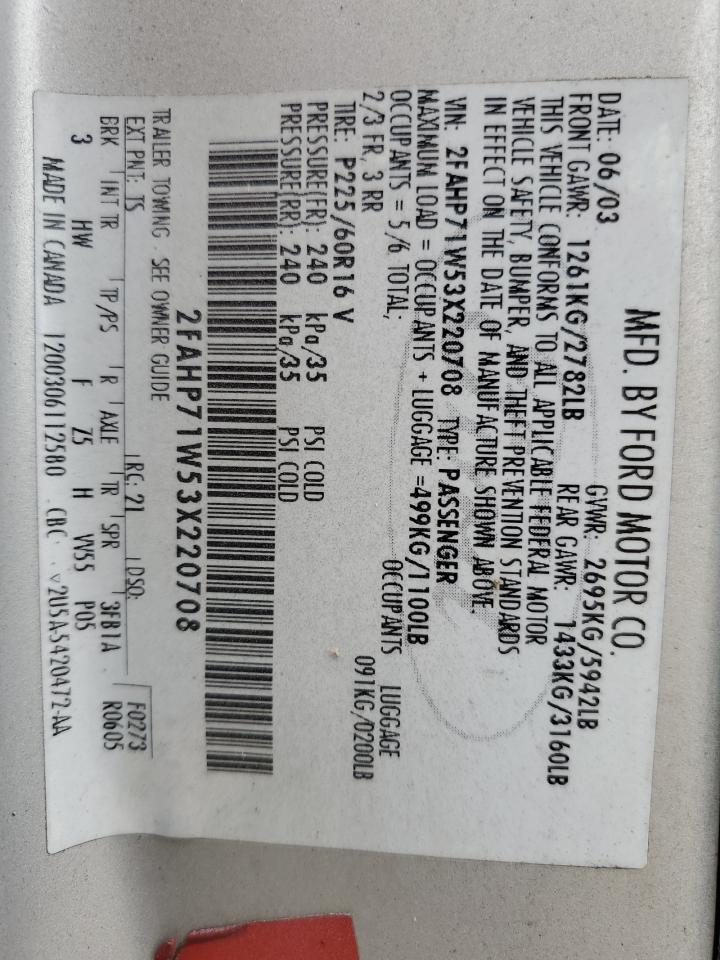 MFD. BY FORD MOTOR CO.
DATE: 06/03 GVWR: 2695KG/5942LB
FRONT GAWR: 1261KG/2782LB REAR GAWR: 1433KG/3160LB
THIS VEHICLE CONFORMS TO ALL APPLICABLE FEDERAL MOTOR
VEHICLE SAFETY, BUMPER, AND THEFT PREVENTION STANDARDS
IN EFFECT ON THE DATE OF MANUFACTURE SHOWN ABOVE.
VIN: 2FAHP71W53X220708 TYPE: PASSENGER
MAXIMUM LOAD = OCCUPANTS + LUGGAGE =499KG/1100LB
OCCUPANTS = 5/6 TOTAL; OCCUPANTS LUGGAGE
2/3 FR, 3 RR 091KG/0200LB
TIRE: P225/60R16 V
PRESSURE(FR): 240 kPa/35 PSI COLD
PRESSURE(RR): 240 kPa/35 PSI COLD
2FAHP71W53X220708
TRAILER TOWING - SEE OWNER GUIDE
EXT PNT: TS RC: 21 DSO: F0273
BRK INT TR TP/PS R AXLE TR SPR 3FB1A R0605
3 HW F Z5 H VV55 P05
MADE IN CANADA 1200306112580 CBC ▿2U5A-5420472-AA